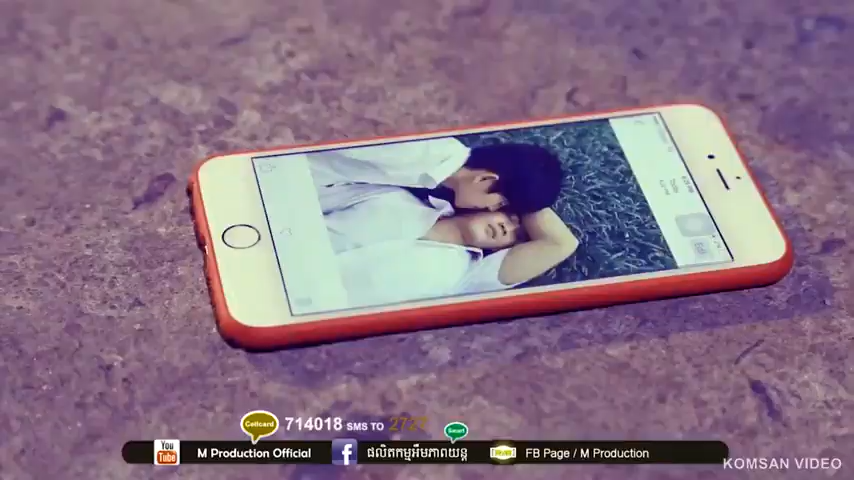 Cellcard 714018 SMS TO 2727 Smart
You Tube M Production Official f ផលិតកម្មអឹមភាពយន្ត FB Page / M Production
KOMSAN VIDEO